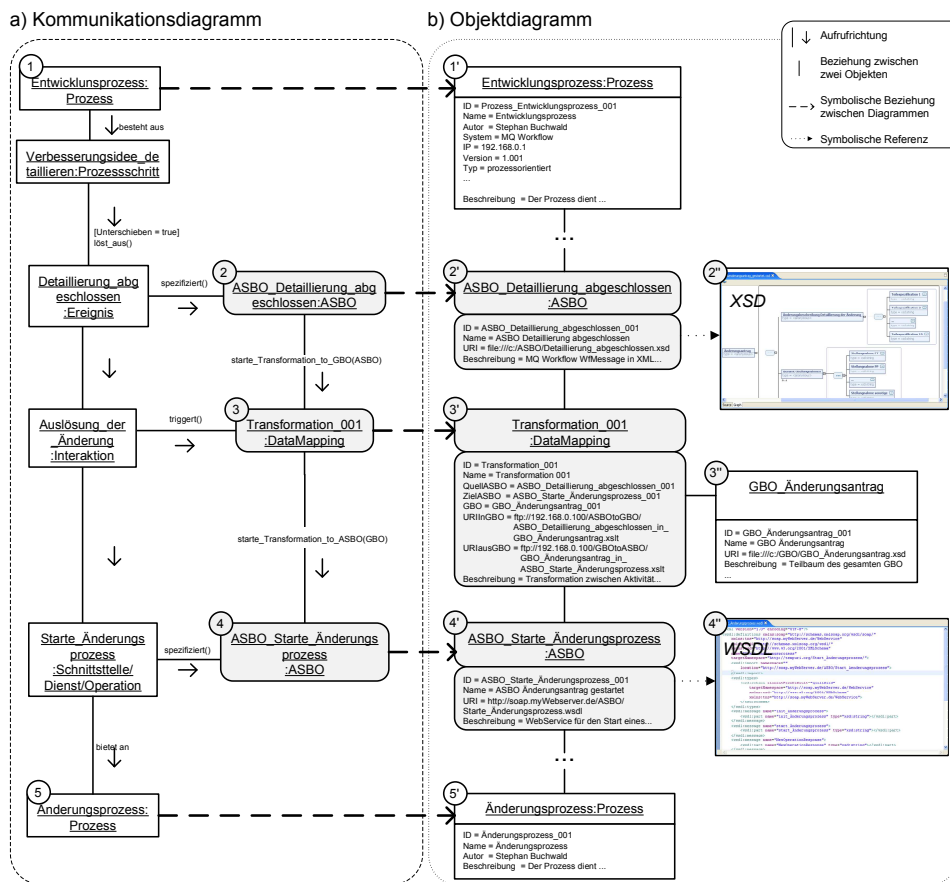 a) Kommunikationsdiagramm
1
Entwicklunsprozess:
Prozess
besteht aus
Verbesserungsidee_de
taillieren:Prozessschritt
[Unterschieben = true]
löst_aus()
Detaillierung_abg
eschlossen
:Ereignis
spezifiziert()
2
ASBO_Detaillierung_abg
eschlossen:ASBO
starte_Transformation_to_GBO(ASBO)
Auslösung_der
_Änderung
:Interaktion
triggert()
3
Transformation_001
:DataMapping
starte_Transformation_to_ASBO(GBO)
Starte_Änderungs
prozess
:Schnittsttelle/
Dienst/Operation
spezifiziert()
4
ASBO_Starte_Änderungs
prozess
:ASBO
bietet an
5
Änderungsprozess:
Prozess
b) Objektdiagramm
1'
Entwicklungsprozess:Prozess
ID = Prozess_Entwicklungsprozess_001
Name = Entwicklungsprozess
Autor = Stephan Buchwald
System = MQ Workflow
IP = 192.168.0.1
Version = 1.001
Typ = prozessorientiert
...
Beschreibung = Der Prozess dient ...
...
2'
ASBO_Detaillierung_abgeschlossen
:ASBO
ID = ASBO_Detaillierung_abgeschlossen_001
Name = ASBO Detaillierung abgeschlossen
URI = file:///c:/ASBO/Detaillierung_abgeschlossen.xsd
Beschreibung = MQ Workflow WfMessage in XML...
3'
Transformation_001
:DataMapping
ID = Transformation_001
Name = Transformation 001
QuellASBO = ASBO_Detaillierung_abgeschlossen_001
ZielASBO = ASBO_Starte_Änderungsprozess_001
GBO = GBO_Änderungsantrag_001
URIInGBO = ftp://192.168.0.100/ASBOtoGBO/
ASBO_Detaillierung_abgeschlossen_in_
GBO_Änderungsantrag.xslt
URIausGBO = ftp://192.168.0.100/GBOtoASBO/
GBO_Änderungsantrag_in_
ASBO_Starte_Änderungsprozess.xslt
Beschreibung = Transformation zwischen Aktivität...
4'
ASBO_Starte_Änderungsprozess
:ASBO
ID = ASBO_Starte_Änderungsprozess_001
Name = ASBO Änderungsantrag gestartet
URI = http://soap.myWebserver.de/ASBO/
Starte_Änderungsprozess.wsdl
Beschreibung = WebService für den Start eines...
...
5'
Änderungsprozess:Prozess
ID = Änderungsprozess_001
Name = Änderungsprozess
Autor = Stephan Buchwald
Beschreibung = Der Prozess dient ...
Aufrufrichtung
Beziehung zwischen
zwei Objekten
Symbolische Beziehung
zwischen Diagrammen
Symbolische Referenz
2''
XSD
3''
GBO_Änderungsantrag
ID = GBO_Änderungsantrag_001
Name = GBO Änderungsantrag
URI = file:///c:/GBO/GBO_Änderungsantrag.xsd
Beschreibung = Teilbaum des gesamten GBO
...
4''
WSDL